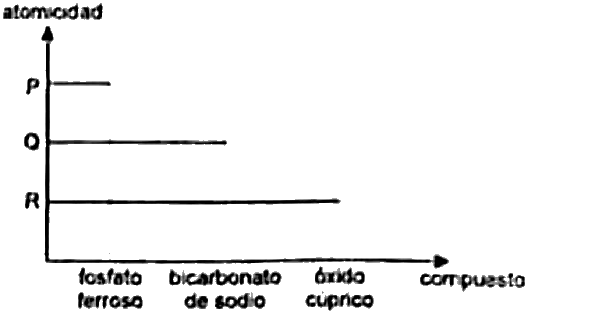 atomicidad
P
Q
R
fosfato ferroso
bicarbonato de sodio
óxido cúprico
compuesto